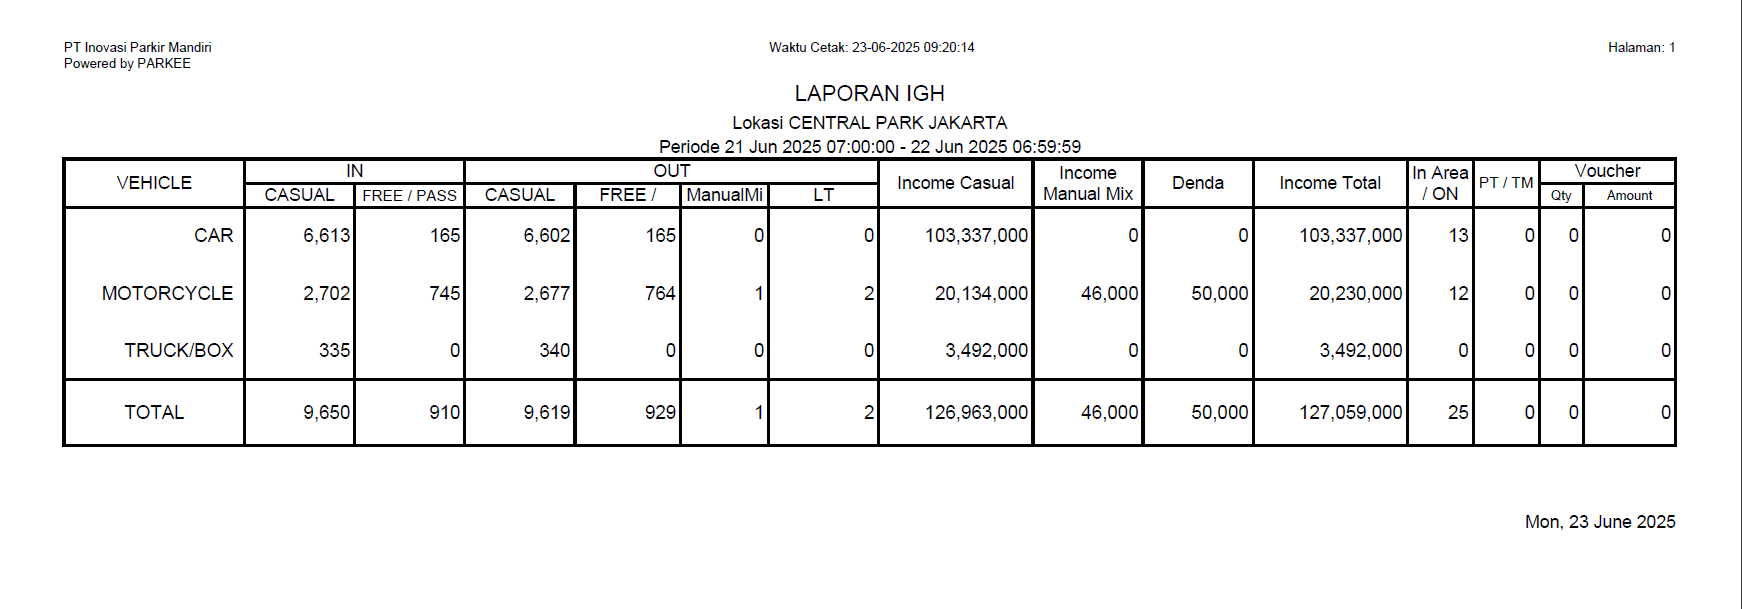 PT Inovasi Parkir Mandiri Waktu Cetak: 23-06-2025 09:20:14 Halaman: 1
Powered by PARKEE
LAPORAN IGH
Lokasi CENTRAL PARK JAKARTA
Periode 21 Jun 2025 07:00:00 - 22 Jun 2025 06:59:59
VEHICLE IN OUT Income Casual Income Manual Mix Denda Income Total In Area / ON PT / TM Voucher
CASUAL FREE / PASS CASUAL FREE / ManualMi LT Qty Amount
CAR 6,613 165 6,602 165 0 0 103,337,000 0 0 103,337,000 13 0 0 0
MOTORCYCLE 2,702 745 2,677 764 1 2 20,134,000 46,000 50,000 20,230,000 12 0 0 0
TRUCK/BOX 335 0 340 0 0 0 3,492,000 0 0 3,492,000 0 0 0 0
TOTAL 9,650 910 9,619 929 1 2 126,963,000 46,000 50,000 127,059,000 25 0 0 0
Mon, 23 June 2025